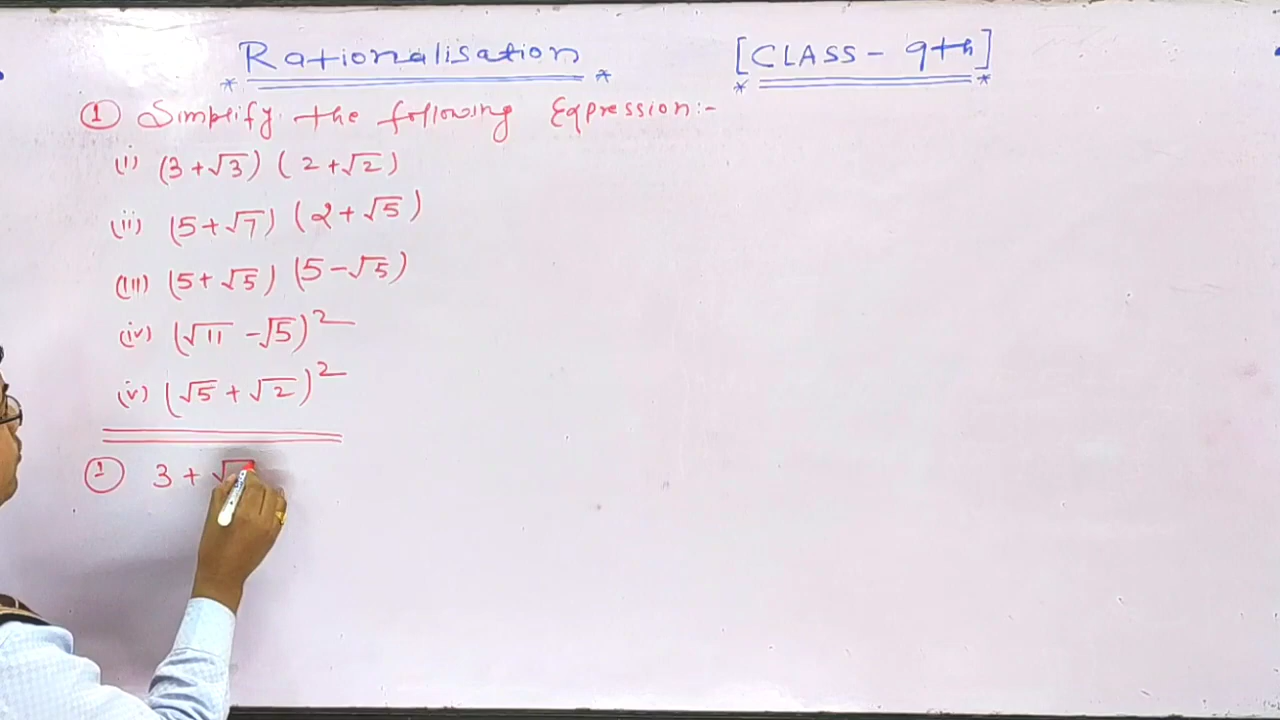 Rationalisation [CLASS - 9th]
① Simplify the following Expression:-
(i) (3+√3) (2+√2)
(ii) (5+√7) (2+√5)
(iii) (5+√5) (5-√5)
(iv) (√11 -√5)²
(v) (√5 + √2)²
① 3 + √